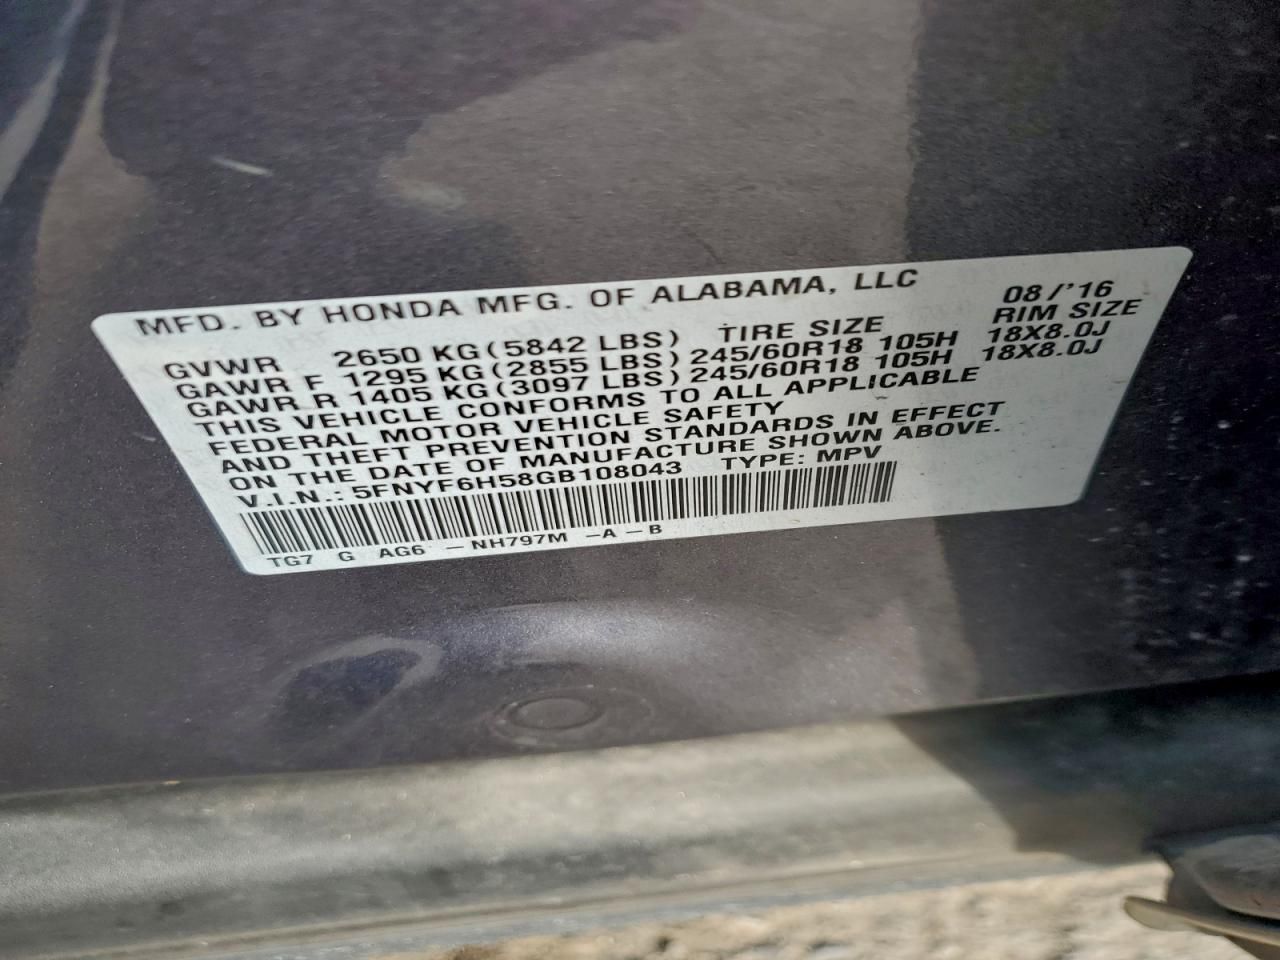 MFD. BY HONDA MFG. OF ALABAMA, LLC 08/'16
GVWR 2650 KG (5842 LBS) TIRE SIZE RIM SIZE
GAWR F 1295 KG (2855 LBS) 245/60R18 105H 18X8.0J
GAWR R 1405 KG (3097 LBS) 245/60R18 105H 18X8.0J
THIS VEHICLE CONFORMS TO ALL APPLICABLE
FEDERAL MOTOR VEHICLE SAFETY
AND THEFT PREVENTION STANDARDS IN EFFECT
ON THE DATE OF MANUFACTURE SHOWN ABOVE.
V.I.N.: 5FNYF6H58GB108043 TYPE: MPV
TG7 G AG6 – NH797M –A – B